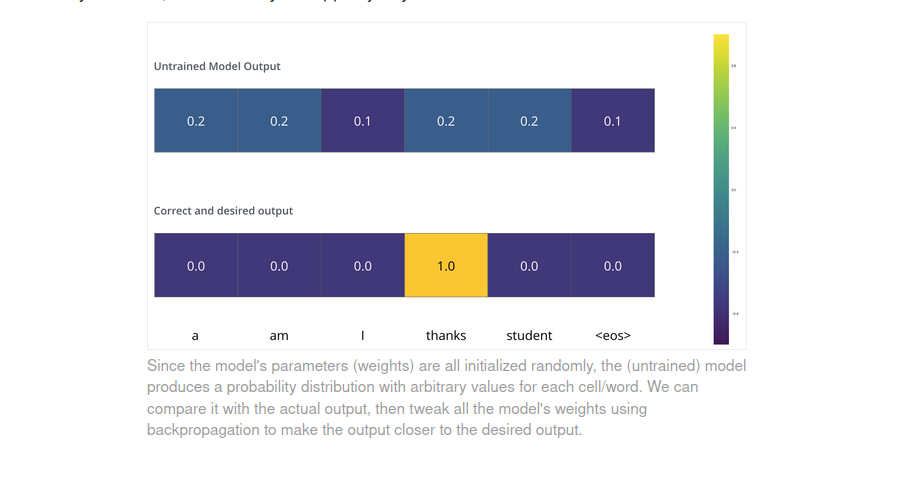 Untrained Model Output
0.2 0.2 0.1 0.2 0.2 0.1
Correct and desired output
0.0 0.0 0.0 1.0 0.0 0.0
a am I thanks student <eos>
Since the model's parameters (weights) are all initialized randomly, the (untrained) model
produces a probability distribution with arbitrary values for each cell/word. We can
compare it with the actual output, then tweak all the model's weights using
backpropagation to make the output closer to the desired output.